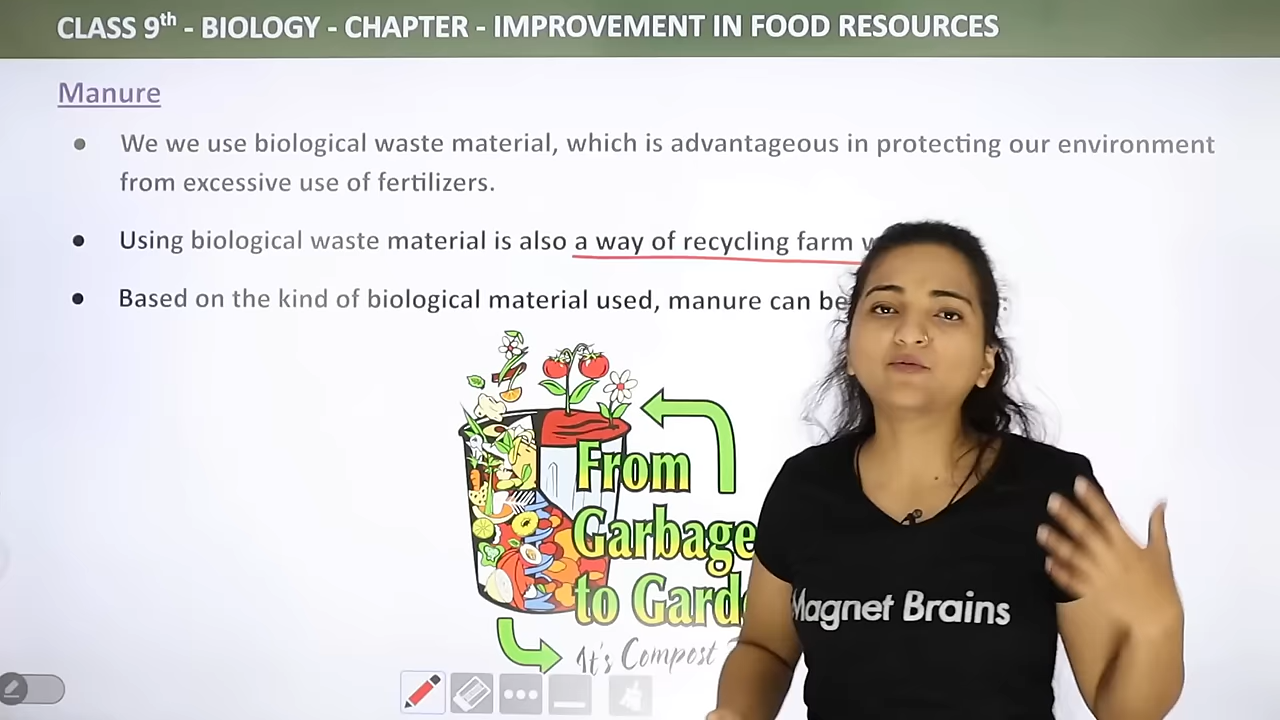 CLASS 9th - BIOLOGY - CHAPTER - IMPROVEMENT IN FOOD RESOURCES
Manure
● We we use biological waste material, which is advantageous in protecting our environment
from excessive use of fertilizers.
● Using biological waste material is also a way of recycling farm
● Based on the kind of biological material used, manure can be
From
Garbage
to
It's Compost
Magnet Brains